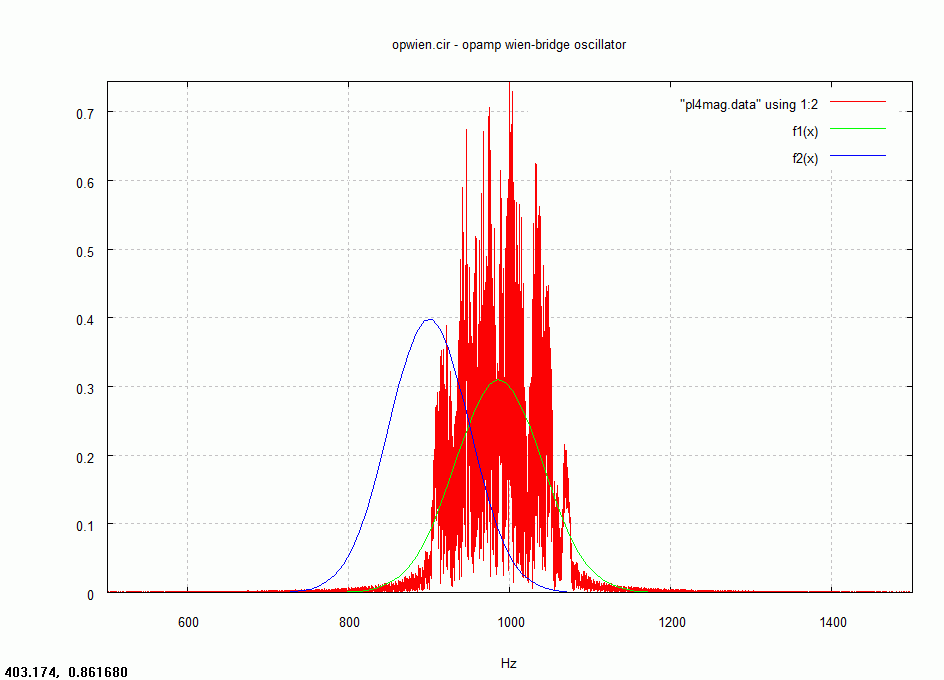 opwien.cir - opamp wien-bridge oscillator
"pl4mag.data" using 1:2
f1(x)
f2(x)
0.7
0.6
0.5
0.4
0.3
0.2
0.1
0
600 800 1000 1200 1400
Hz
403.174, 0.861680